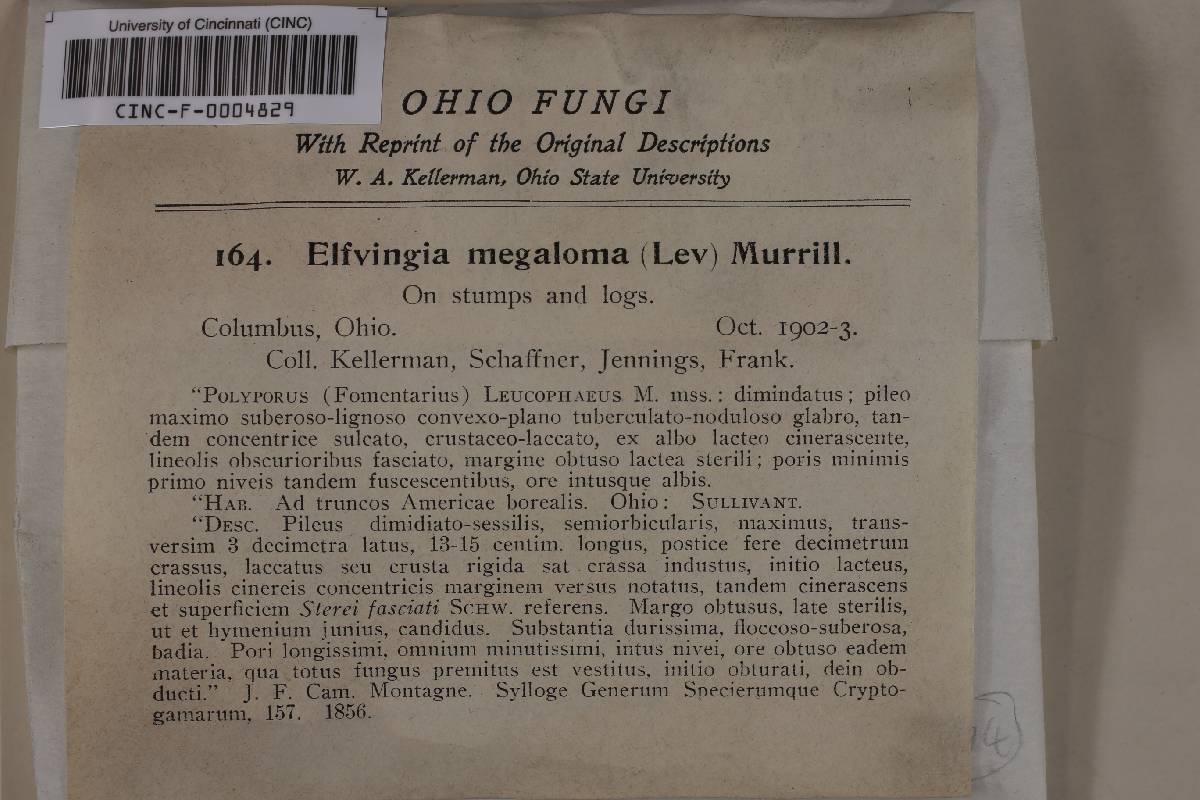 University of Cincinnati (CINC)
CINC-F-0004829
OHIO FUNGI
With Reprint of the Original Descriptions
W. A. Kellerman, Ohio State University
164. Elfvingia megaloma (Lev) Murrill.
On stumps and logs.
Columbus, Ohio. Oct. 1902-3.
Coll. Kellerman, Schaffner, Jennings, Frank.
“POLYPORUS (Fomentarius) LEUCOPHAEUS M. mss.: dimindatus; pileo
maximo suberoso-lignoso convexo-plano tuberculato-noduloso glabro, tan-
dem concentrice sulcato, crustaceo-laccato, ex albo lacteo cinerascente,
lineolis obscurioribus fasciato, margine obtuso lactea sterili; poris minimis
primo niveis tandem fuscescentibus, ore intusque albis.
“HAB. Ad truncos Americae borealis. Ohio: SULLIVANT.
“DESC. Pileus dimidiato-sessilis, semiorbicularis, maximus, trans-
versim 3 decimetra latus, 13-15 centim. longus, postice fere decimetrum
crassus, laccatus seu crusta rigida sat crassa industus, initio lacteus,
lineolis cinereis concentricis marginem versus notatus, tandem cinerascens
et superficiem Sterei fasciati SCHW. referens. Margo obtusus, late sterilis,
ut et hymenium junius, candidus. Substantia durissima, floccoso-suberosa,
badia. Pori longissimi, omnium minutissimi, intus nivei, ore obtuso eadem
materia, qua totus fungus premitus est vestitus, initio obturati, dein ob-
ducti.” J. F. Cam. Montagne. Sylloge Generum Specierumque Crypto-
gamarum, 157. 1856.